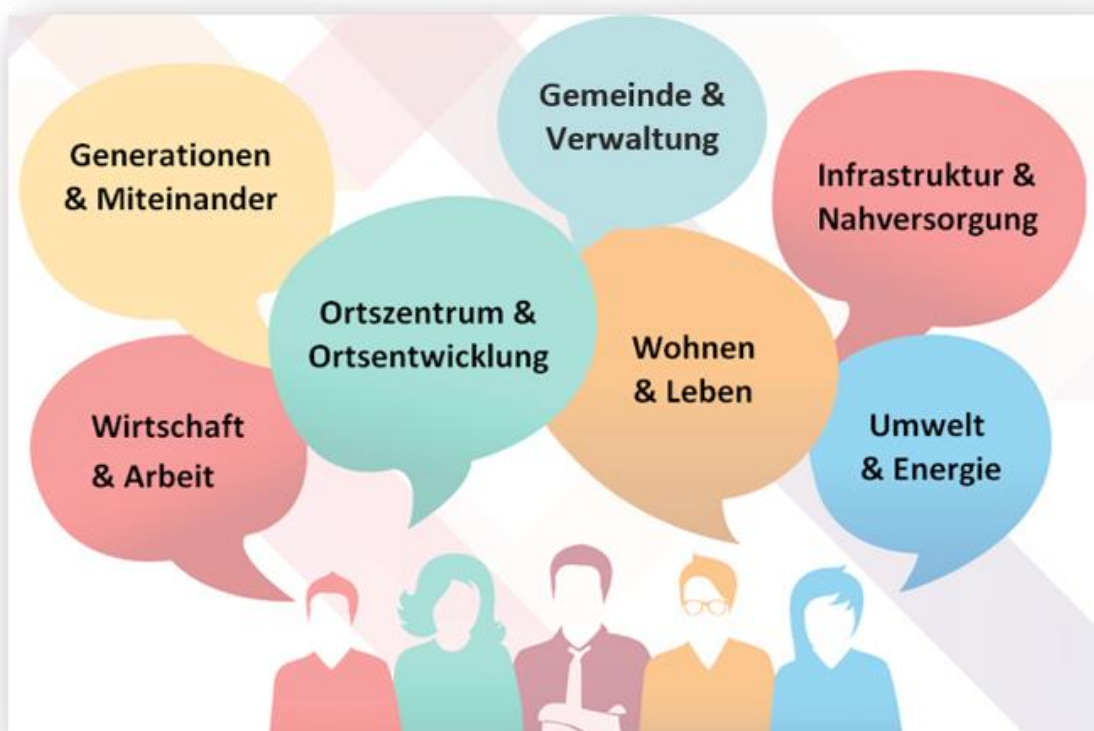 Generationen
& Miteinander
Gemeinde &
Verwaltung
Infrastruktur &
Nahversorgung
Ortszentrum &
Ortsentwicklung
Wohnen
& Leben
Wirtschaft
& Arbeit
Umwelt
& Energie